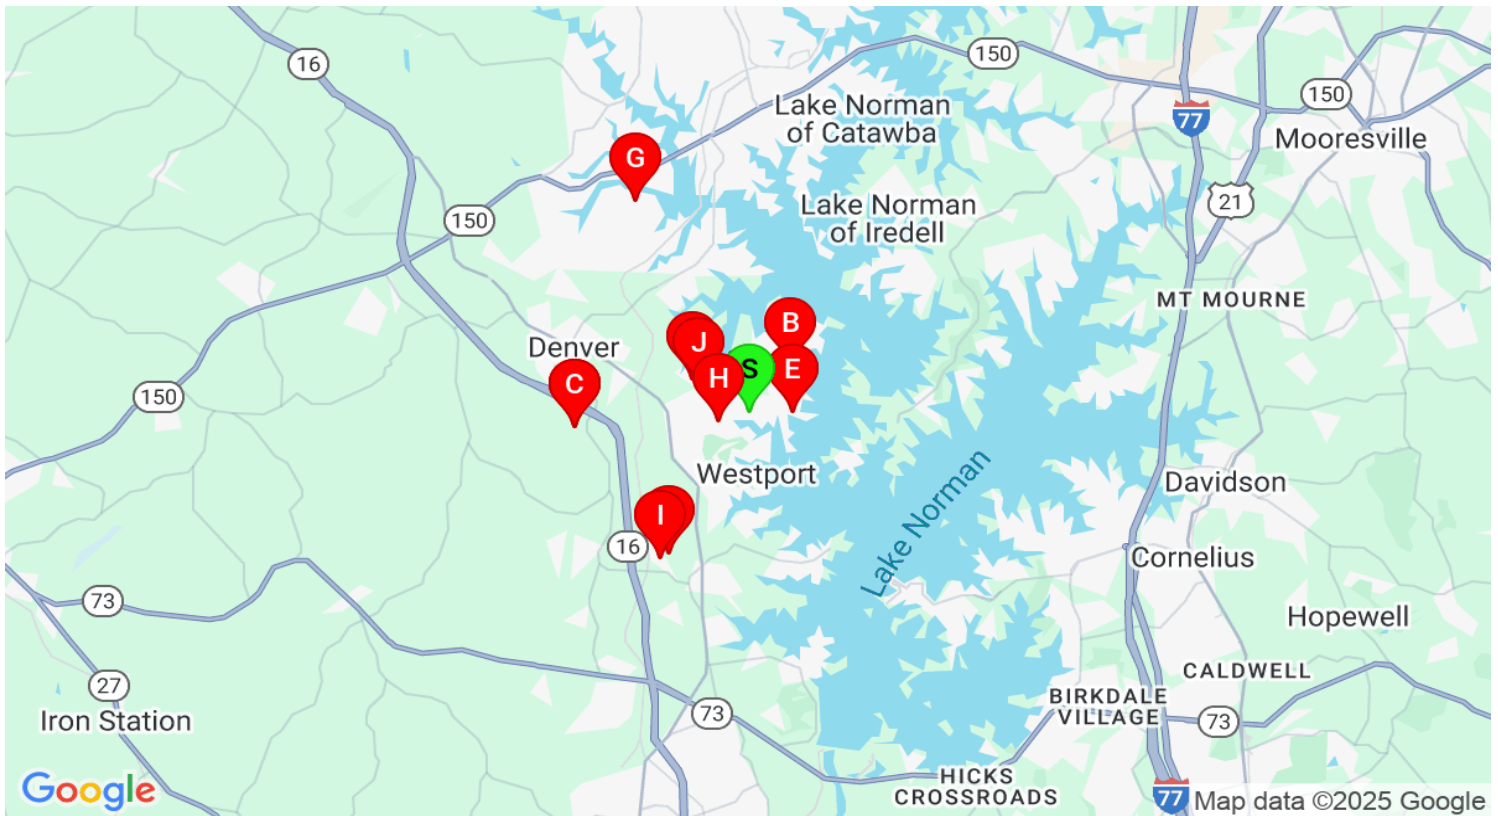 16
150
77
150
Lake Norman
of Catawba
Mooresville
G
150
21
Lake Norman
of Iredell
MT MOURNE
B
J
Denver
S
E
H
C
150
Westport
Davidson
Lake Norman
I
16
Cornelius
73
Hopewell
CALDWELL
27
BIRKDALE
VILLAGE
73
73
Iron Station
HICKS
CROSSROADS
Google
77
Map data ©2025 Google